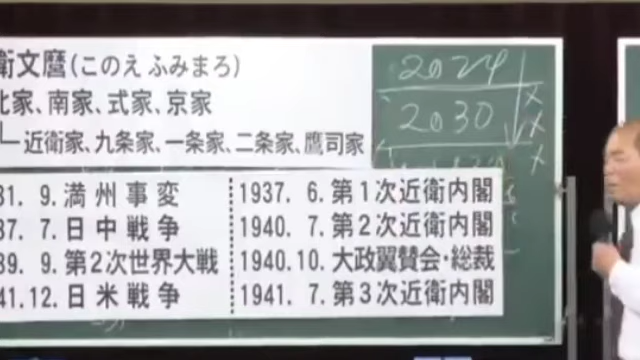 衛文麿(このえ ふみまろ)
北家、南家、式家、京家
近衛家、九条家、一条家、二条家、鷹司家
2024
2030
31. 9. 満州事変
37. 7. 日中戦争
39. 9. 第2次世界大戦
41.12. 日米戦争
1937. 6. 第1次近衛内閣
1940. 7. 第2次近衛内閣
1940.10. 大政翼賛会・総裁
1941. 7. 第3次近衛内閣